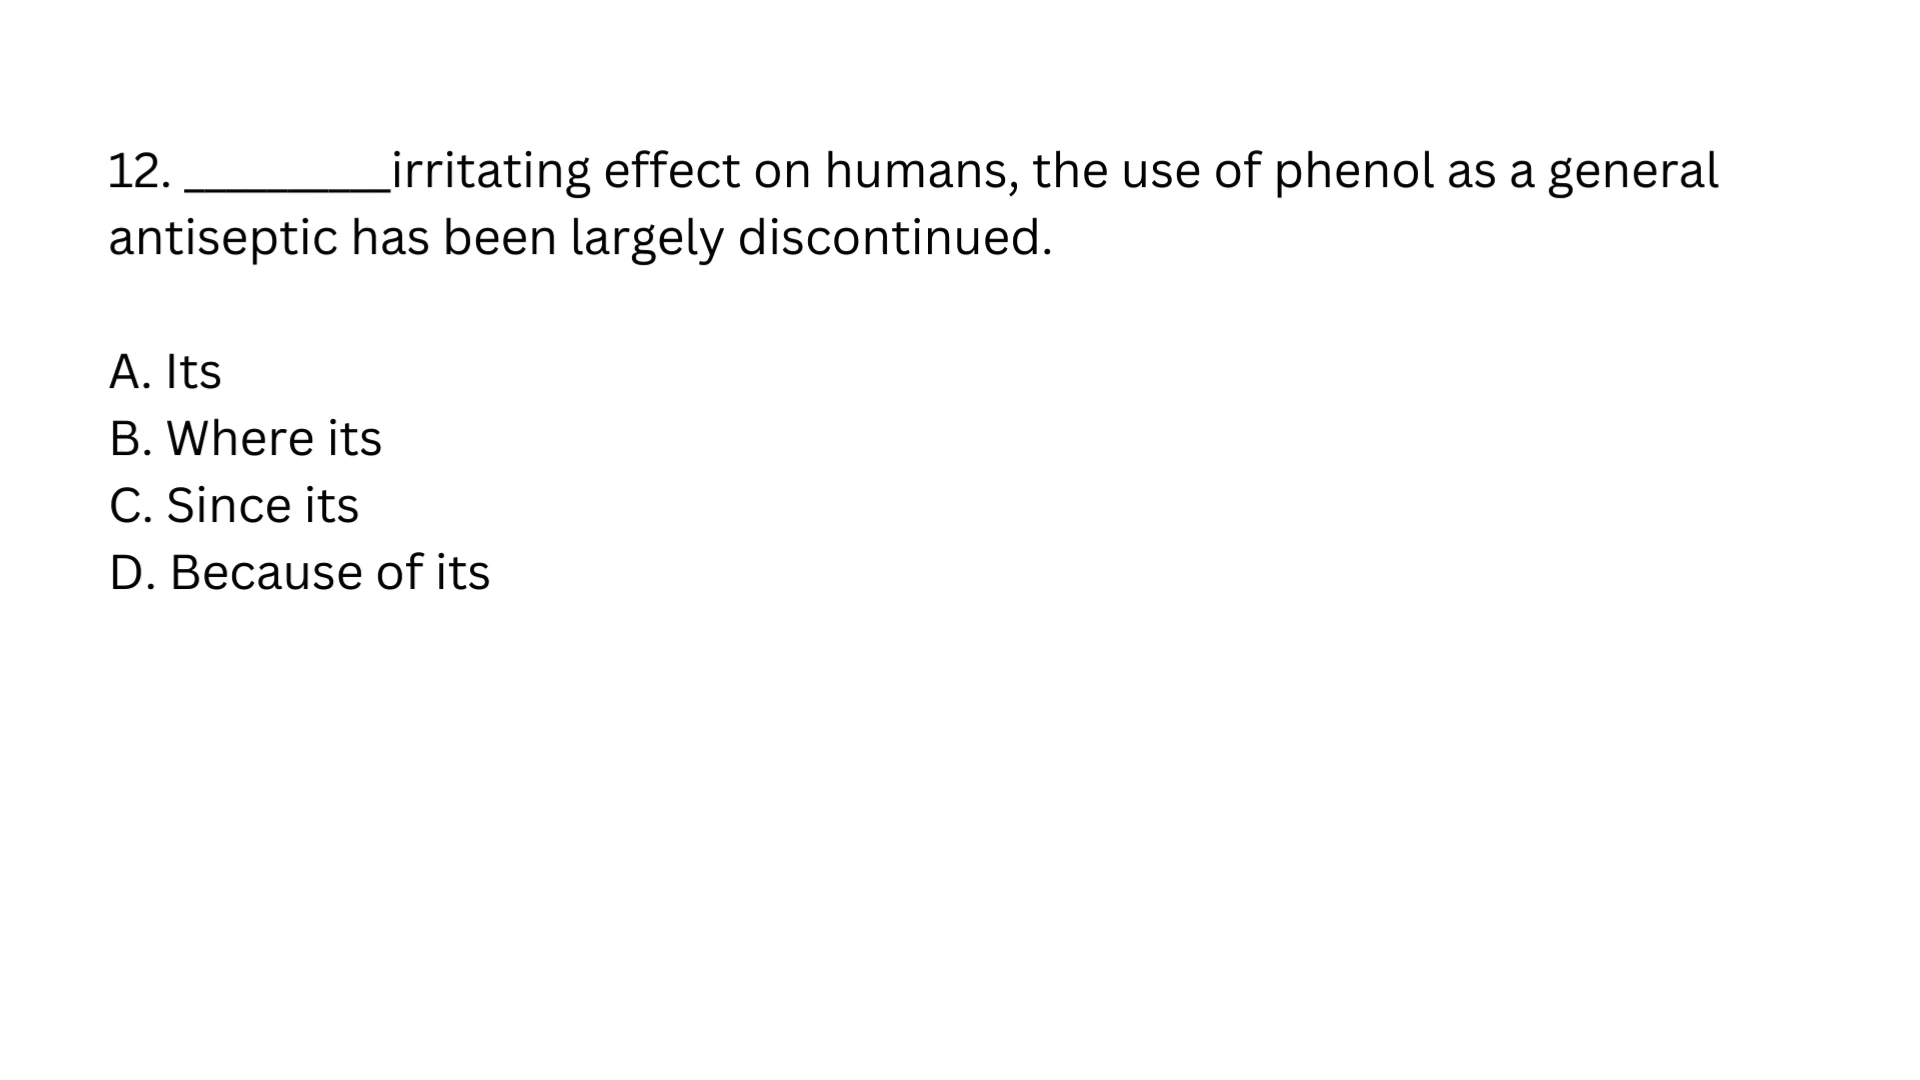 12. __________irritating effect on humans, the use of phenol as a general
antiseptic has been largely discontinued.
A. Its
B. Where its
C. Since its
D. Because of its